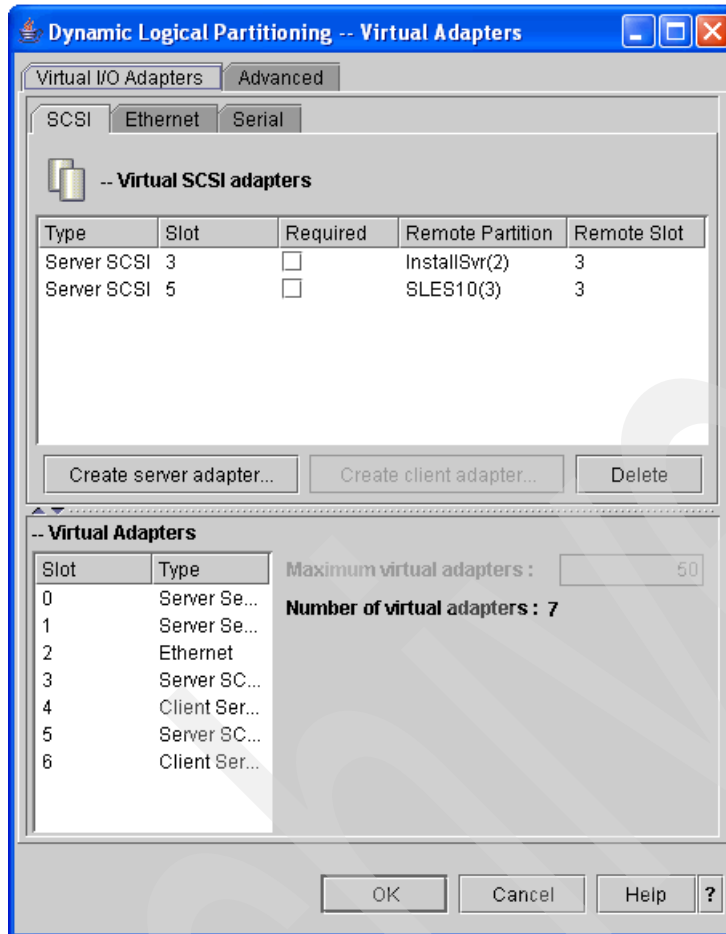 Dynamic Logical Partitioning -- Virtual Adapters
Virtual I/O Adapters Advanced
SCSI Ethernet Serial
-- Virtual SCSI adapters
Type Slot Required Remote Partition Remote Slot
Server SCSI 3 InstallSvr(2) 3
Server SCSI 5 SLES10(3) 3
Create server adapter... Create client adapter... Delete
-- Virtual Adapters
Slot Type
Maximum virtual adapters : 50
Number of virtual adapters : 7
0 Server Se...
1 Server Se...
2 Ethernet
3 Server SC...
4 Client Ser...
5 Server SC...
6 Client Ser...
OK Cancel Help ?